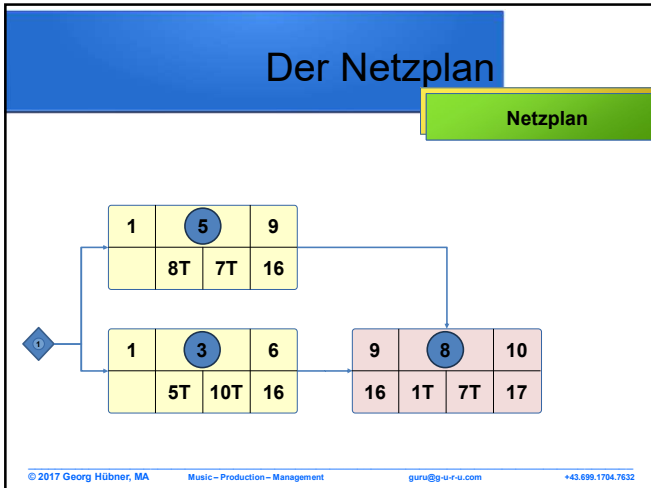 Der Netzplan
Netzplan
1 5 9
8T 7T 16
1
1 3 6
5T 10T 16
9 8 10
16 1T 7T 17
© 2017 Georg Hübner, MA Music – Production – Management guru@g-u-r-u.com +43.699.1704.7632